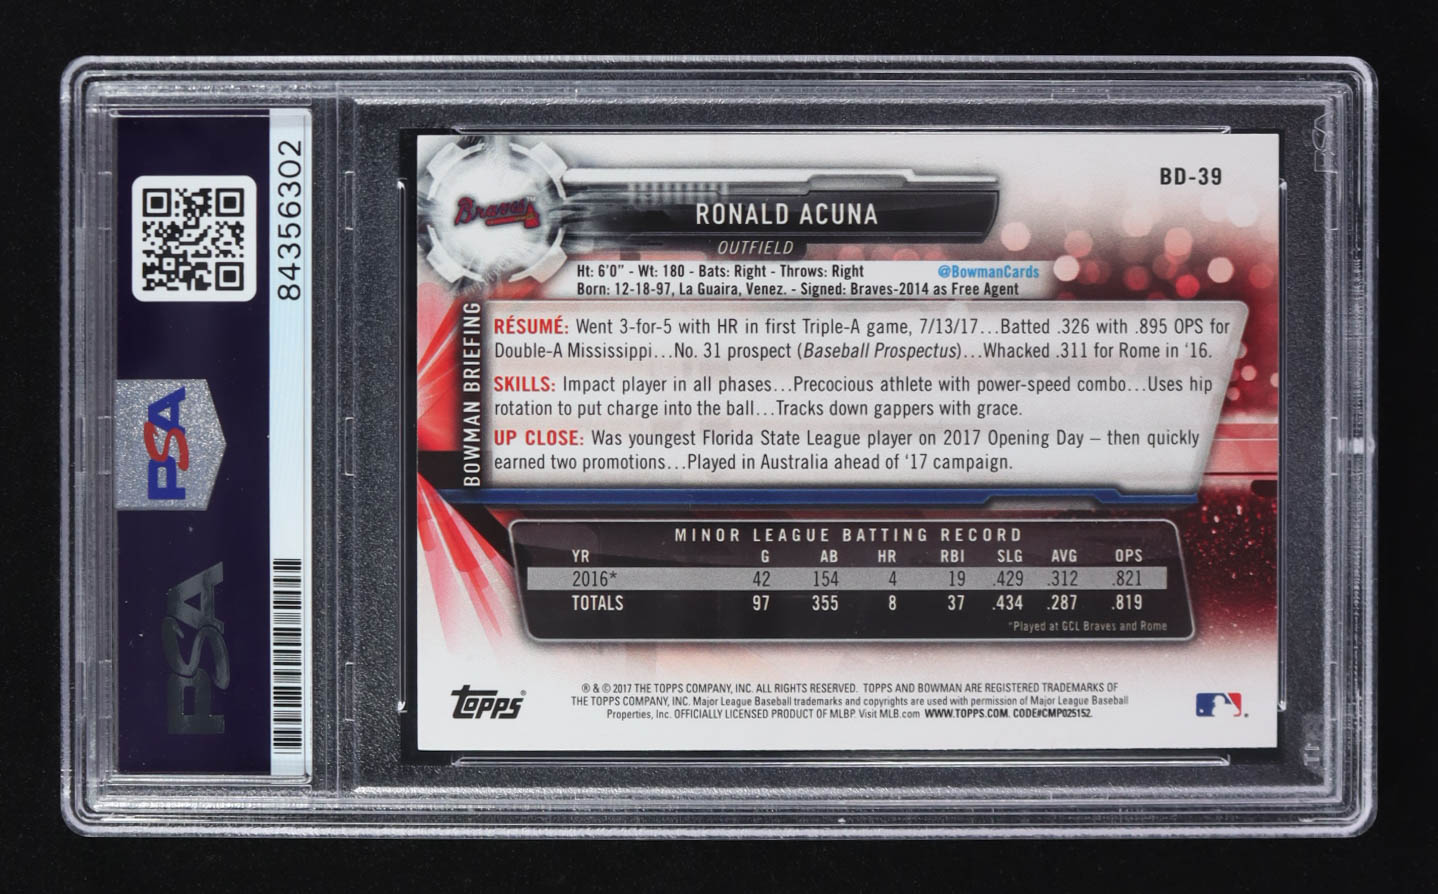 84356302
PSA
PSA
BD-39
Braves
RONALD ACUNA
OUTFIELD
Ht: 6'0" - Wt: 180 - Bats: Right - Throws: Right
@BowmanCards
Born: 12-18-97, La Guaira, Venez. - Signed: Braves-2014 as Free Agent
BOWMAN BRIEFING
RÉSUMÉ: Went 3-for-5 with HR in first Triple-A game, 7/13/17...Batted .326 with .895 OPS for
Double-A Mississippi...No. 31 prospect (Baseball Prospectus)...Whacked .311 for Rome in '16.
SKILLS: Impact player in all phases...Precocious athlete with power-speed combo...Uses hip
rotation to put charge into the ball...Tracks down gappers with grace.
UP CLOSE: Was youngest Florida State League player on 2017 Opening Day – then quickly
earned two promotions...Played in Australia ahead of '17 campaign.
MINOR LEAGUE BATTING RECORD
YR G AB HR RBI SLG AVG OPS
2016* 42 154 4 19 .429 .312 .821
TOTALS 97 355 8 37 .434 .287 .819
*Played at GCL Braves and Rome
Topps®
® & © 2017 THE TOPPS COMPANY, INC. ALL RIGHTS RESERVED. TOPPS AND BOWMAN ARE REGISTERED TRADEMARKS OF
THE TOPPS COMPANY, INC. Major League Baseball trademarks and copyrights are used with permission of Major League Baseball
Properties, Inc. OFFICIALLY LICENSED PRODUCT OF MLBP. Visit MLB.com WWW.TOPPS.COM. CODE#CMP025152.
PSA